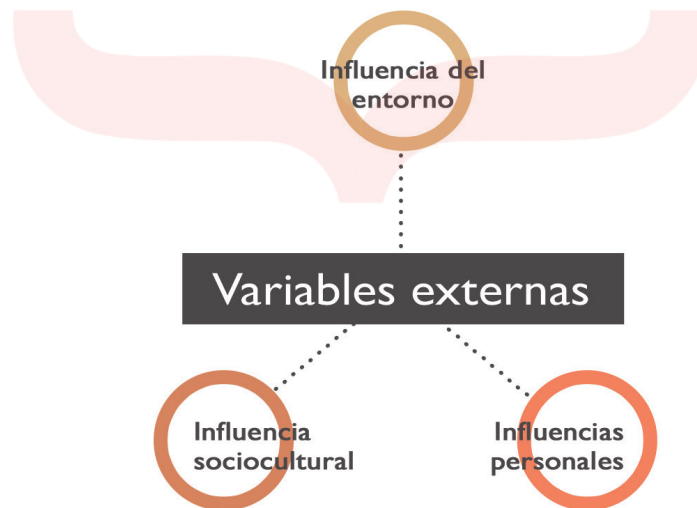 Influencia del
entorno
Variables externas
Influencia
sociocultural
Influencias
personales